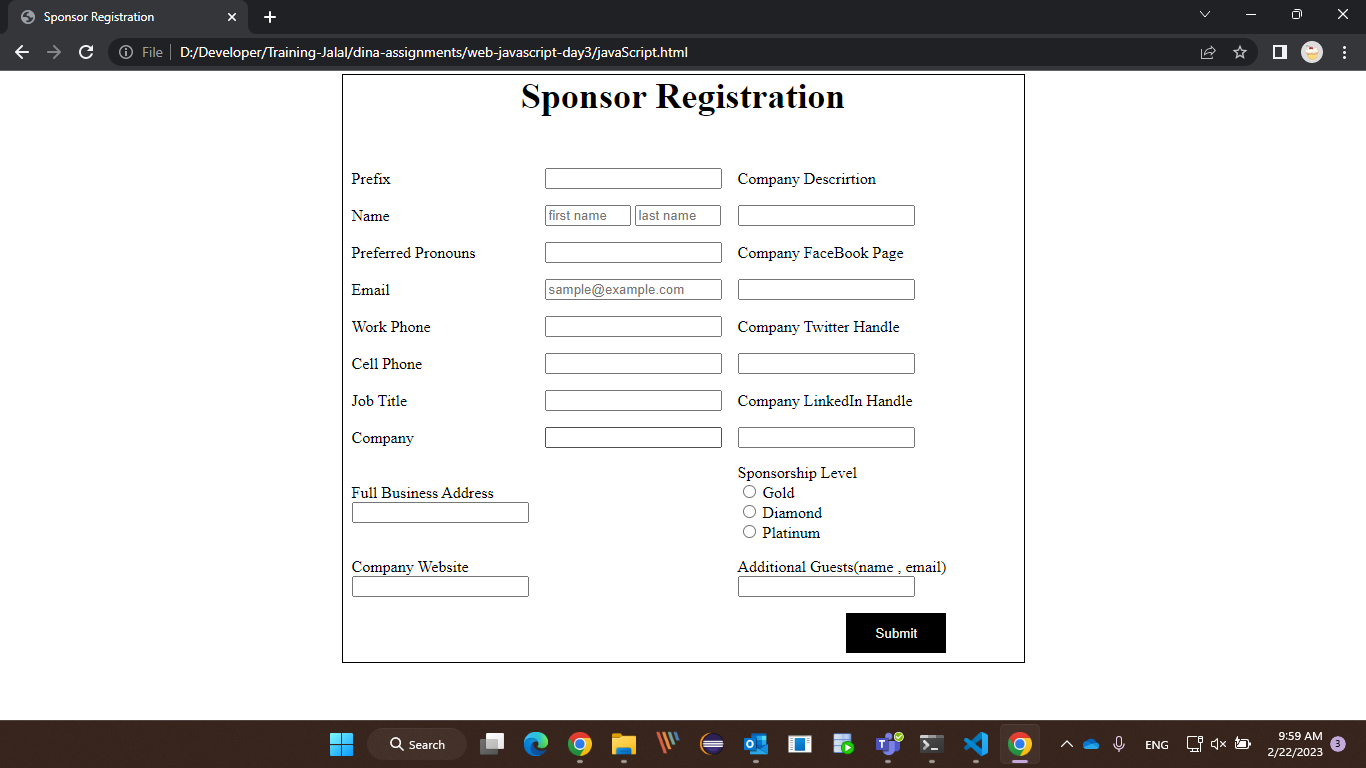 Sponsor Registration
File D:/Developer/Training-Jalal/dina-assignments/web-javascript-day3/javaScript.html
Sponsor Registration
Prefix Company Descrirtion
Name first name last name
Preferred Pronouns Company FaceBook Page
Email sample@example.com
Work Phone Company Twitter Handle
Cell Phone
Job Title Company LinkedIn Handle
Company
Sponsorship Level
Full Business Address Gold
Diamond
Platinum
Company Website Additional Guests(name , email)
Submit
Search ENG 9:59 AM
2/22/2023 3